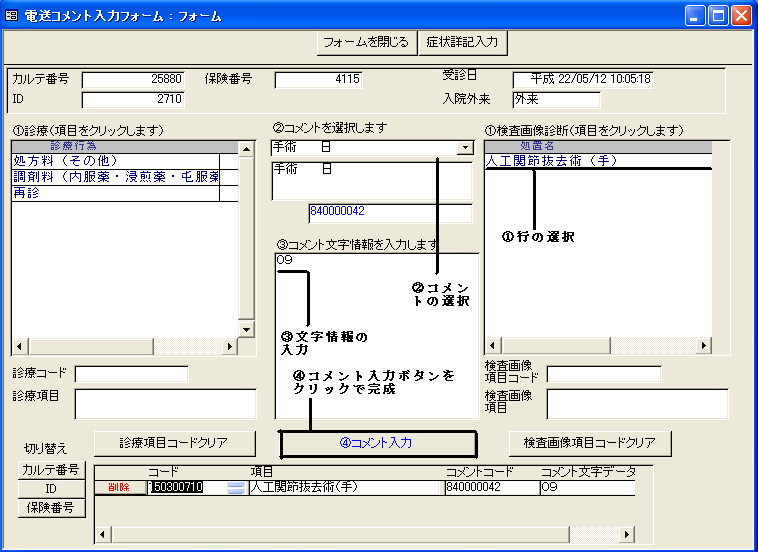 電送コメント入力フォーム : フォーム
フォームを閉じる 症状詳記入力
カルテ番号 25880 保険番号 4115 受診日 平成 22/05/12 10:05:18
ID 2710 入院外来 外来
①診療(項目をクリックします) ②コメントを選択します ①検査画像診断(項目をクリックします)
診療行為 手術 日 処置名
処方料（その他） 人工関節抜去術（手）
調剤料（内服薬・浸煎薬・屯服薬 手術 日
再診
840000042
①行の選択
③コメント文字情報を入力します
09
②コメン
トの選択
③文字情報の
入力
④コメント入力ボタンを
クリックで完成
診療コード 検査画像
項目コード
診療項目 検査画像
項目
切り替え 診療項目コードクリア ④コメント入力 検査画像項目コードクリア
カルテ番号 コード 項目 コメントコード コメント文字データ
ID 削除 150300710 人工関節抜去術(手) 840000042 09
保険番号